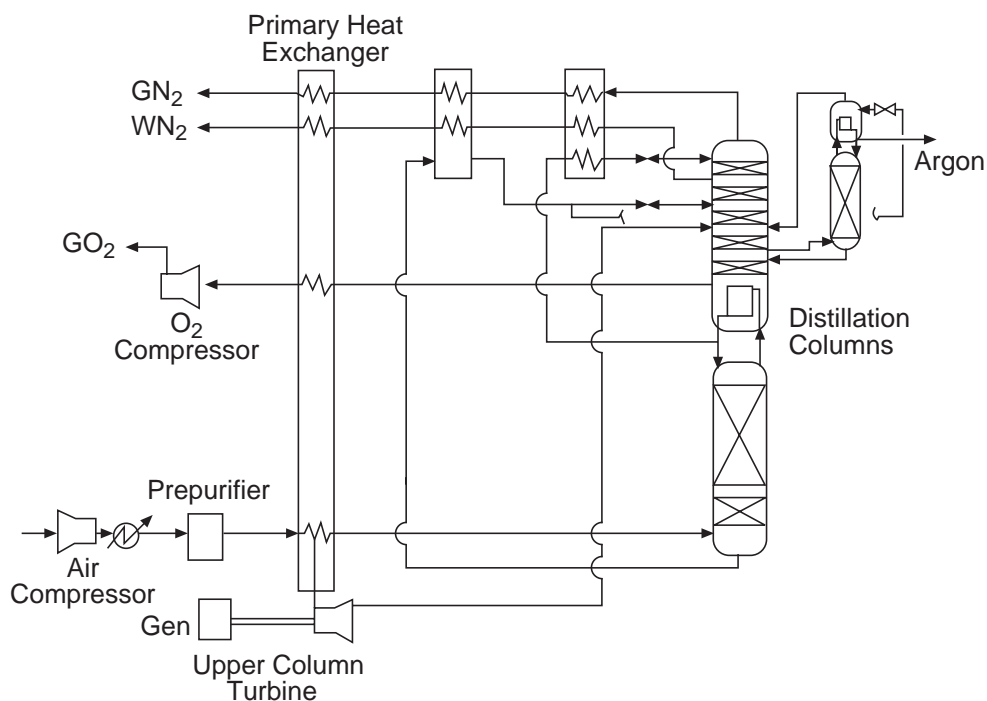 Primary Heat
Exchanger
GN2
WN2
Argon
GO2
O2
Compressor
Distillation
Columns
Prepurifier
Air
Compressor
Gen
Upper Column
Turbine